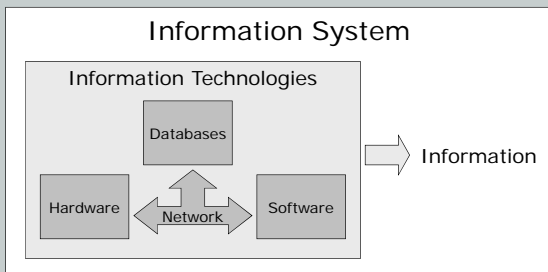 Information System
Information Technologies
Databases
Information
Hardware
Network
Software